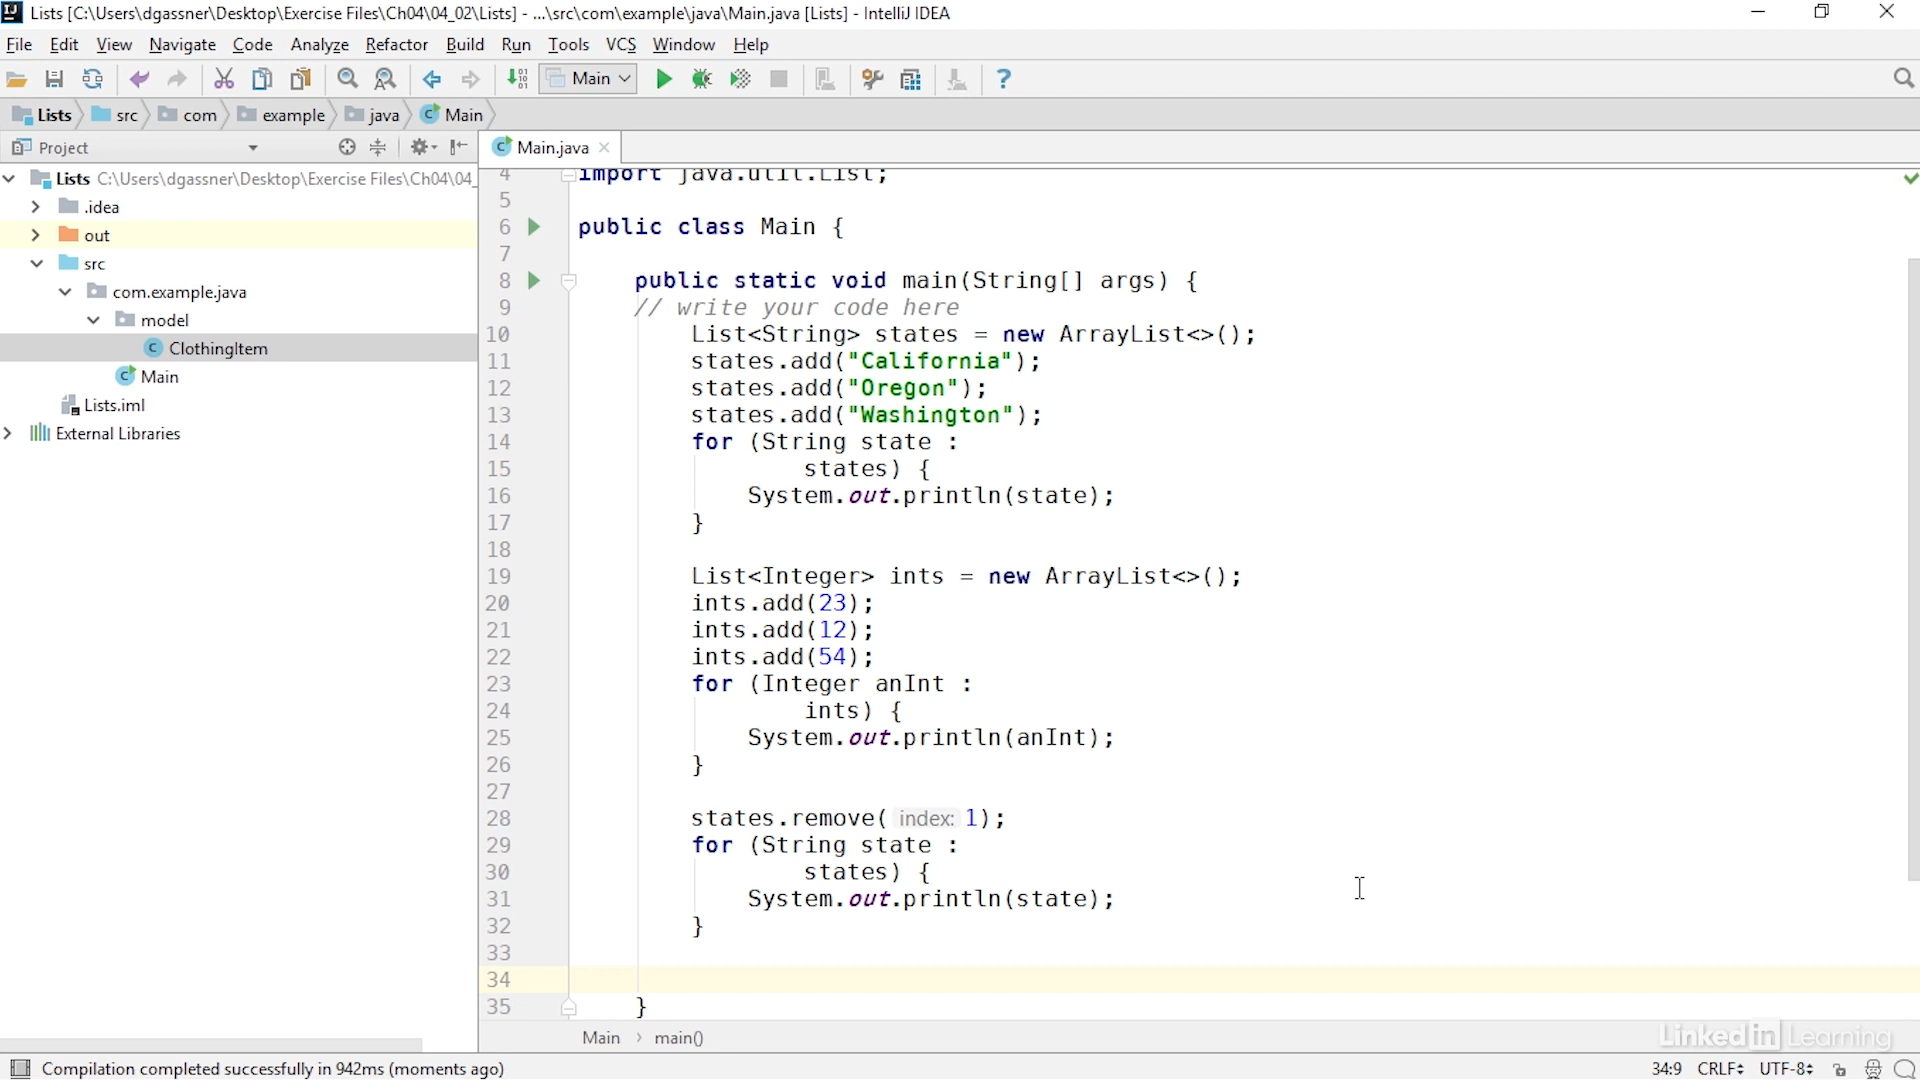 Lists [C:\Users\dgassner\Desktop\Exercise Files\Ch04\04_02\Lists] - ...\src\com\example\java\Main.java [Lists] - IntelliJ IDEA
File Edit View Navigate Code Analyze Refactor Build Run Tools VCS Window Help
Main
Lists src com example java Main
Project
Main.java
Lists C:\Users\dgassner\Desktop\Exercise Files\Ch04\04_
.idea
out
src
com.example.java
model
ClothingItem
Main
Lists.iml
External Libraries
4 import java.util.List;
5
6 public class Main {
7
8 public static void main(String[] args) {
9 // write your code here
10 List<String> states = new ArrayList<>();
11 states.add("California");
12 states.add("Oregon");
13 states.add("Washington");
14 for (String state :
15 states) {
16 System.out.println(state);
17 }
18
19 List<Integer> ints = new ArrayList<>();
20 ints.add(23);
21 ints.add(12);
22 ints.add(54);
23 for (Integer anInt :
24 ints) {
25 System.out.println(anInt);
26 }
27
28 states.remove( index: 1);
29 for (String state :
30 states) {
31 System.out.println(state);
32 }
33
34
35 }
Main › main()
Linked in Learning
Compilation completed successfully in 942ms (moments ago) 34:9 CRLF UTF-8